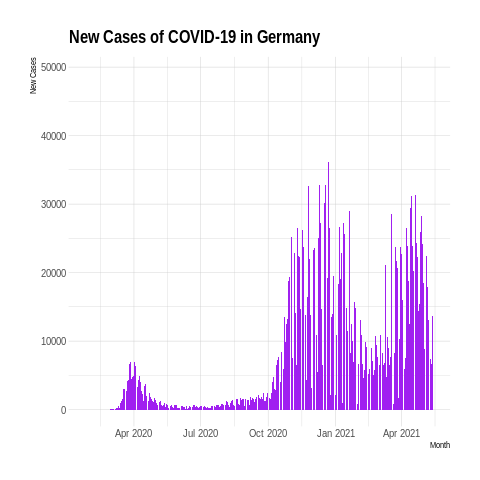 New Cases of COVID-19 in Germany
New Cases
50000
40000
30000
20000
10000
0
Apr 2020 Jul 2020 Oct 2020 Jan 2021 Apr 2021
Month